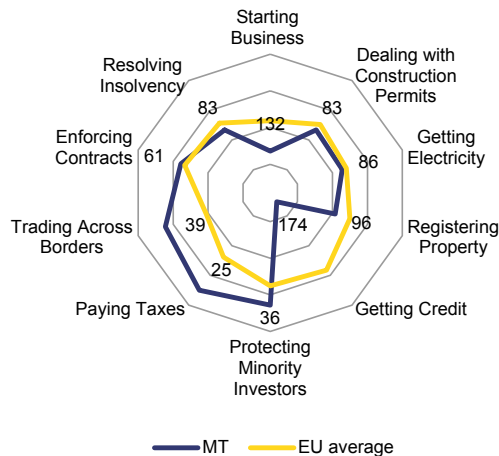 Starting
Business
Dealing with
Construction
Permits
Getting
Electricity
Registering
Property
Getting Credit
Protecting
Minority
Investors
Paying Taxes
Trading Across
Borders
Enforcing
Contracts
Resolving
Insolvency
132
83
86
96
174
36
25
39
61
83
MT
EU average